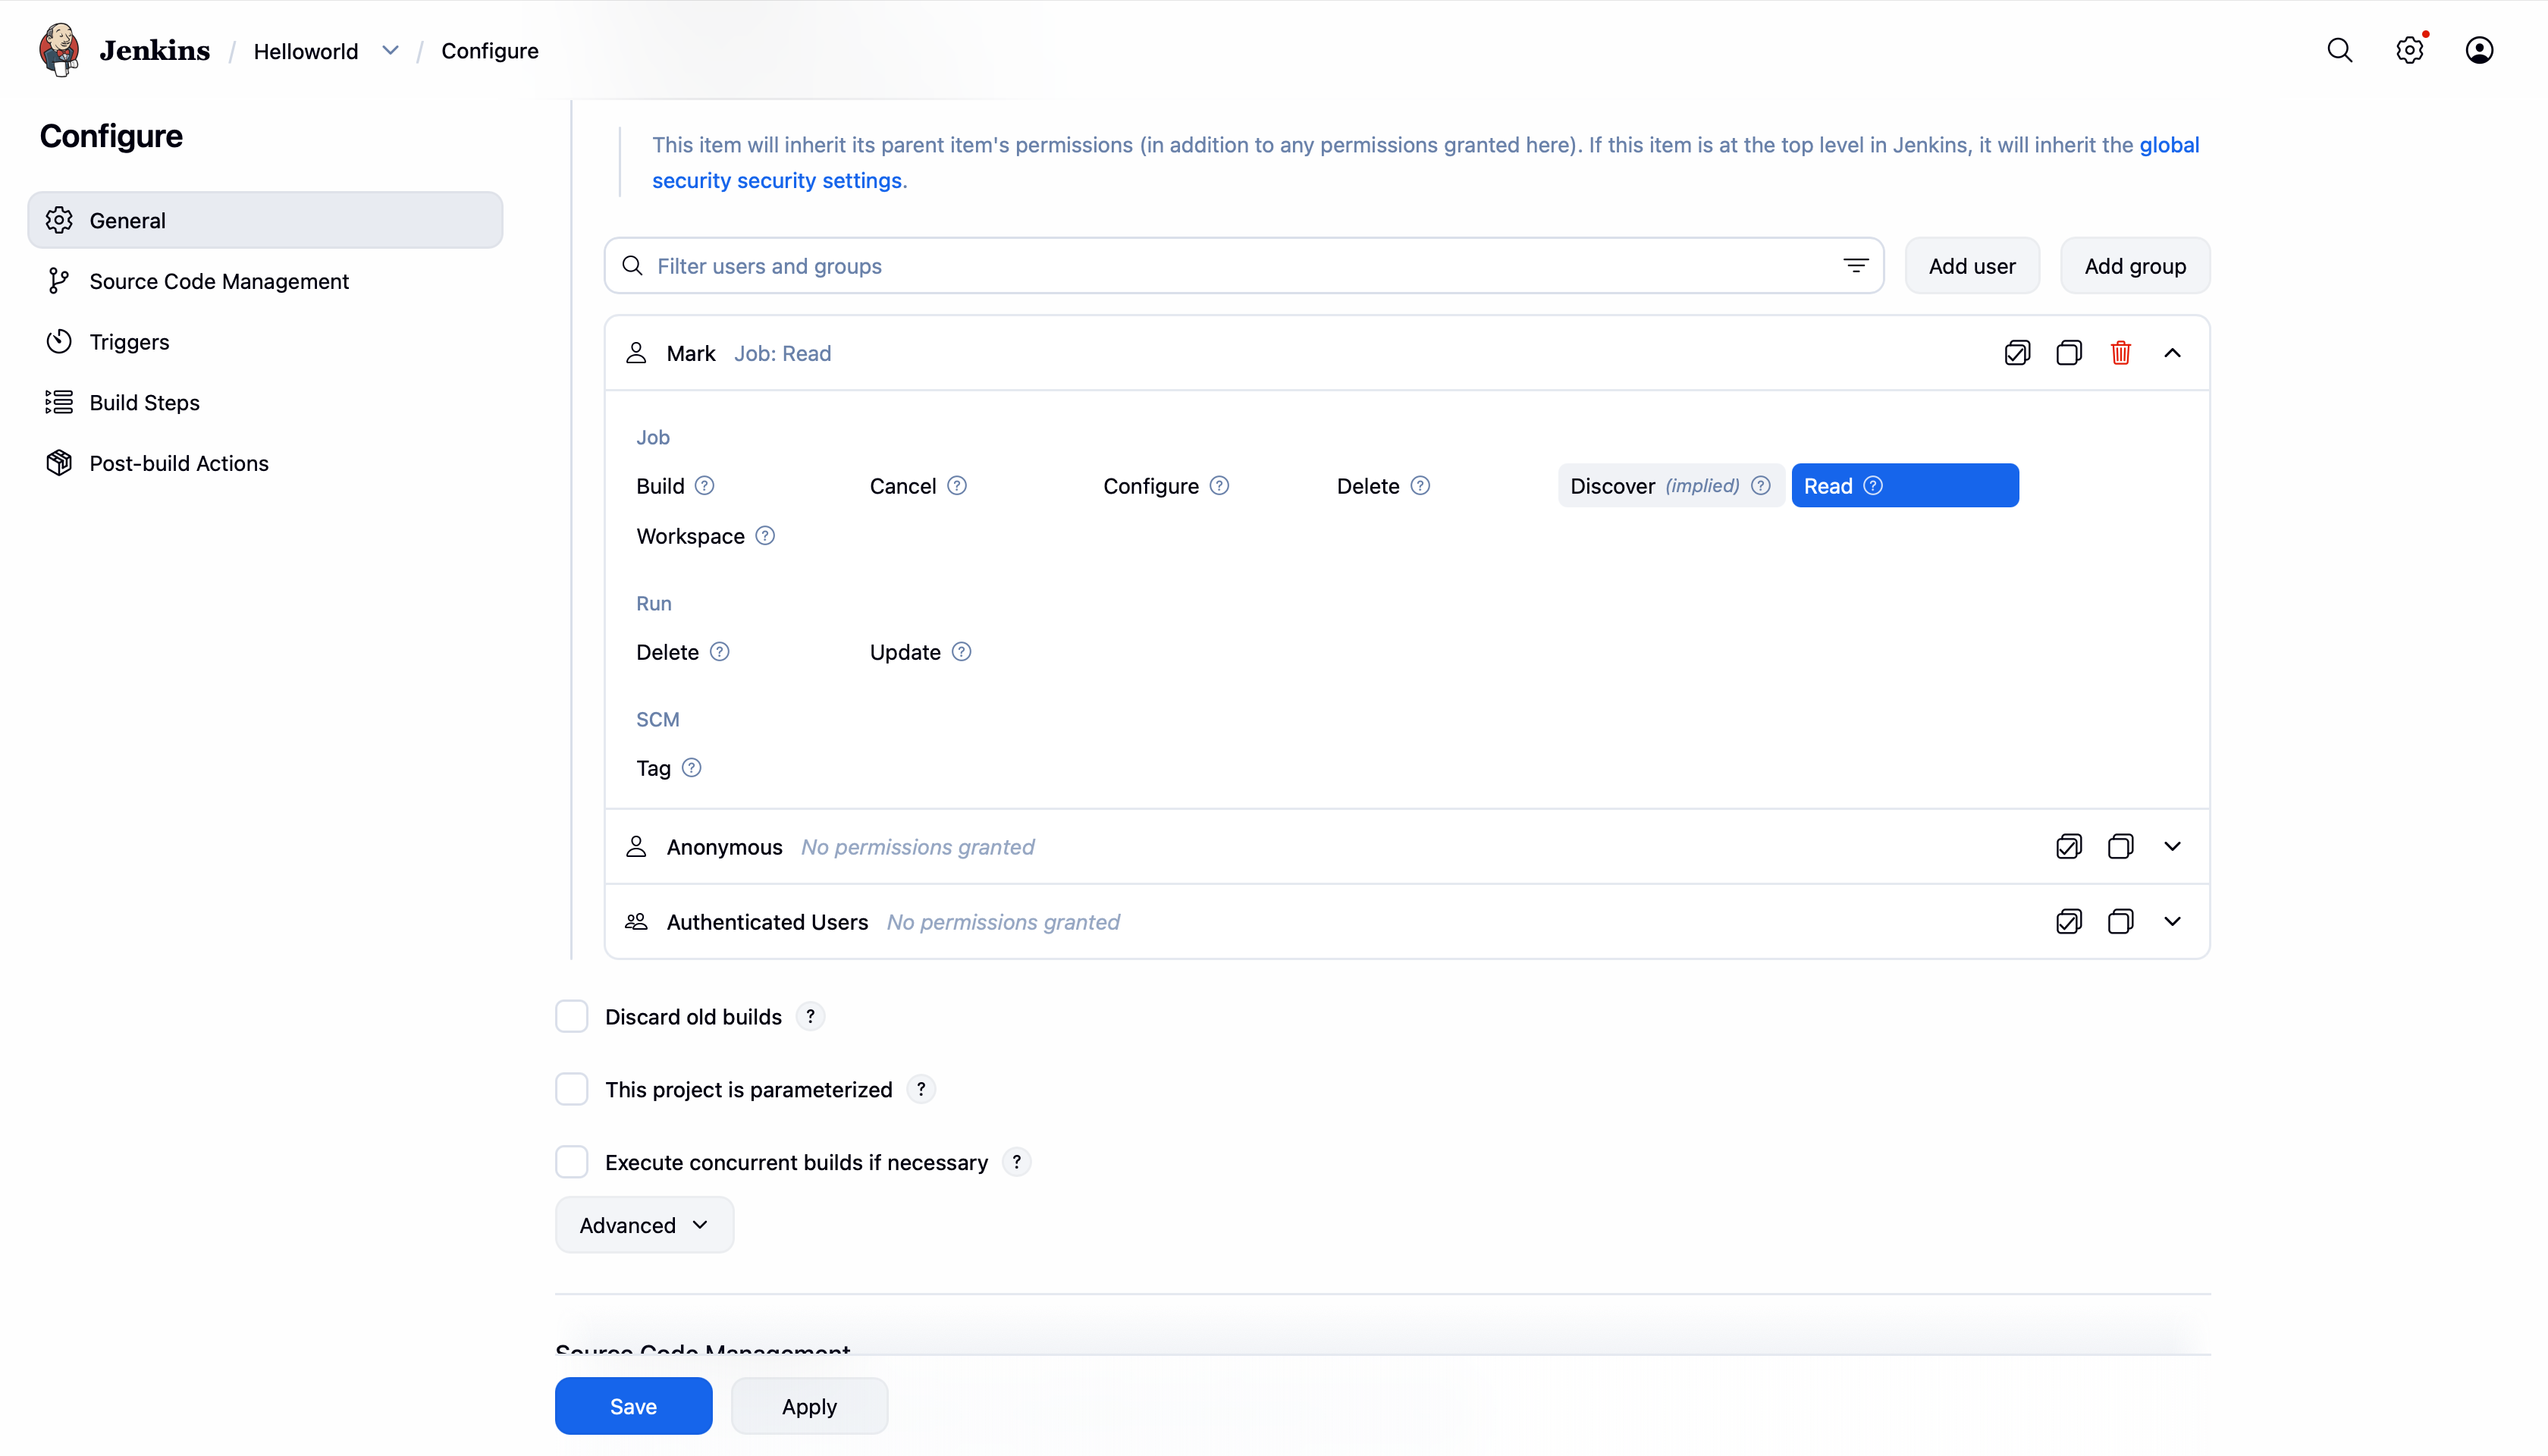 Jenkins / Helloworld / Configure
Configure
General
Source Code Management
Triggers
Build Steps
Post-build Actions
This item will inherit its parent item's permissions (in addition to any permissions granted here). If this item is at the top level in Jenkins, it will inherit the global
security security settings.
Filter users and groups
Add user
Add group
Mark Job: Read
Job
Build ? Cancel ? Configure ? Delete ? Discover (implied) ? Read ?
Workspace ?
Run
Delete ? Update ?
SCM
Tag ?
Anonymous No permissions granted
Authenticated Users No permissions granted
Discard old builds ?
This project is parameterized ?
Execute concurrent builds if necessary ?
Advanced
Source Code Management
Save
Apply